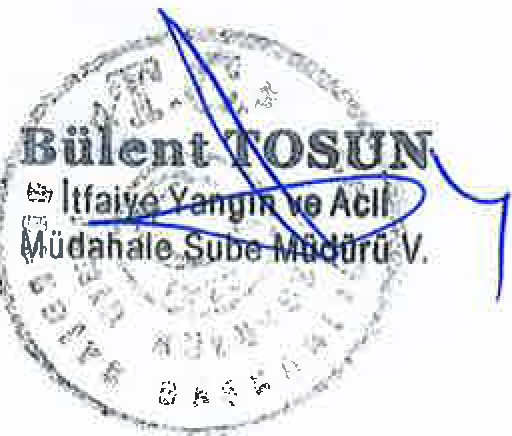 T.C.
Bülent TOSUN
İtfaiye Yangın ve Acil
Müdahale Şube Müdürü V.